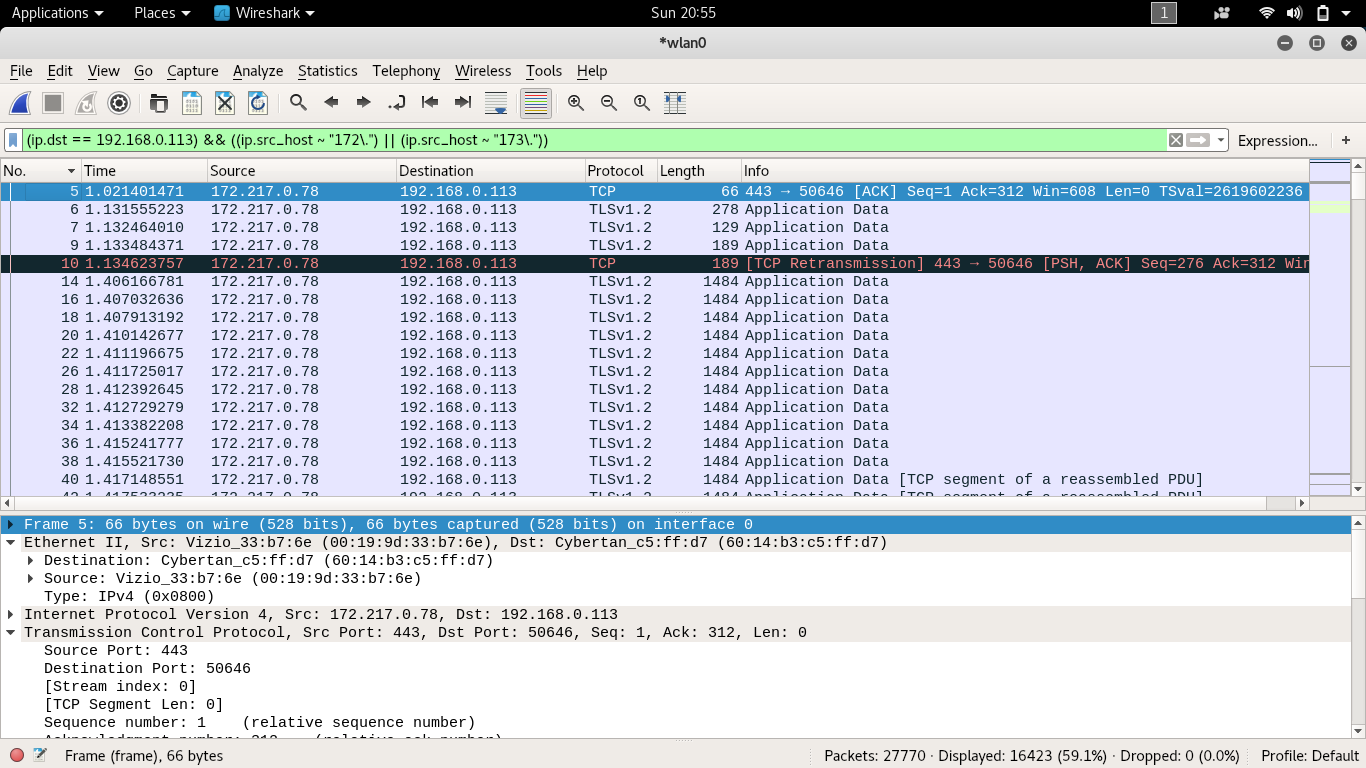 Applications Places Wireshark Sun 20:55 1
*wlan0
File Edit View Go Capture Analyze Statistics Telephony Wireless Tools Help
(ip.dst == 192.168.0.113) && ((ip.src_host ~ "172\.") || (ip.src_host ~ "173\.")) Expression... +
No. Time Source Destination Protocol Length Info
5 1.021401471 172.217.0.78 192.168.0.113 TCP 66 443 → 50646 [ACK] Seq=1 Ack=312 Win=608 Len=0 TSval=2619602236
6 1.131555223 172.217.0.78 192.168.0.113 TLSv1.2 278 Application Data
7 1.132464010 172.217.0.78 192.168.0.113 TLSv1.2 129 Application Data
9 1.133484371 172.217.0.78 192.168.0.113 TLSv1.2 189 Application Data
10 1.134623757 172.217.0.78 192.168.0.113 TCP 189 [TCP Retransmission] 443 → 50646 [PSH, ACK] Seq=276 Ack=312 Win
14 1.406166781 172.217.0.78 192.168.0.113 TLSv1.2 1484 Application Data
16 1.407032636 172.217.0.78 192.168.0.113 TLSv1.2 1484 Application Data
18 1.407913192 172.217.0.78 192.168.0.113 TLSv1.2 1484 Application Data
20 1.410142677 172.217.0.78 192.168.0.113 TLSv1.2 1484 Application Data
22 1.411196675 172.217.0.78 192.168.0.113 TLSv1.2 1484 Application Data
26 1.411725017 172.217.0.78 192.168.0.113 TLSv1.2 1484 Application Data
28 1.412392645 172.217.0.78 192.168.0.113 TLSv1.2 1484 Application Data
32 1.412729279 172.217.0.78 192.168.0.113 TLSv1.2 1484 Application Data
34 1.413382208 172.217.0.78 192.168.0.113 TLSv1.2 1484 Application Data
36 1.415241777 172.217.0.78 192.168.0.113 TLSv1.2 1484 Application Data
38 1.415521730 172.217.0.78 192.168.0.113 TLSv1.2 1484 Application Data
40 1.417148551 172.217.0.78 192.168.0.113 TLSv1.2 1484 Application Data [TCP segment of a reassembled PDU]
Frame 5: 66 bytes on wire (528 bits), 66 bytes captured (528 bits) on interface 0
Ethernet II, Src: Vizio_33:b7:6e (00:19:9d:33:b7:6e), Dst: Cybertan_c5:ff:d7 (60:14:b3:c5:ff:d7)
Destination: Cybertan_c5:ff:d7 (60:14:b3:c5:ff:d7)
Source: Vizio_33:b7:6e (00:19:9d:33:b7:6e)
Type: IPv4 (0x0800)
Internet Protocol Version 4, Src: 172.217.0.78, Dst: 192.168.0.113
Transmission Control Protocol, Src Port: 443, Dst Port: 50646, Seq: 1, Ack: 312, Len: 0
Source Port: 443
Destination Port: 50646
[Stream index: 0]
[TCP Segment Len: 0]
Sequence number: 1 (relative sequence number)
Frame (frame), 66 bytes Packets: 27770 · Displayed: 16423 (59.1%) · Dropped: 0 (0.0%) Profile: Default